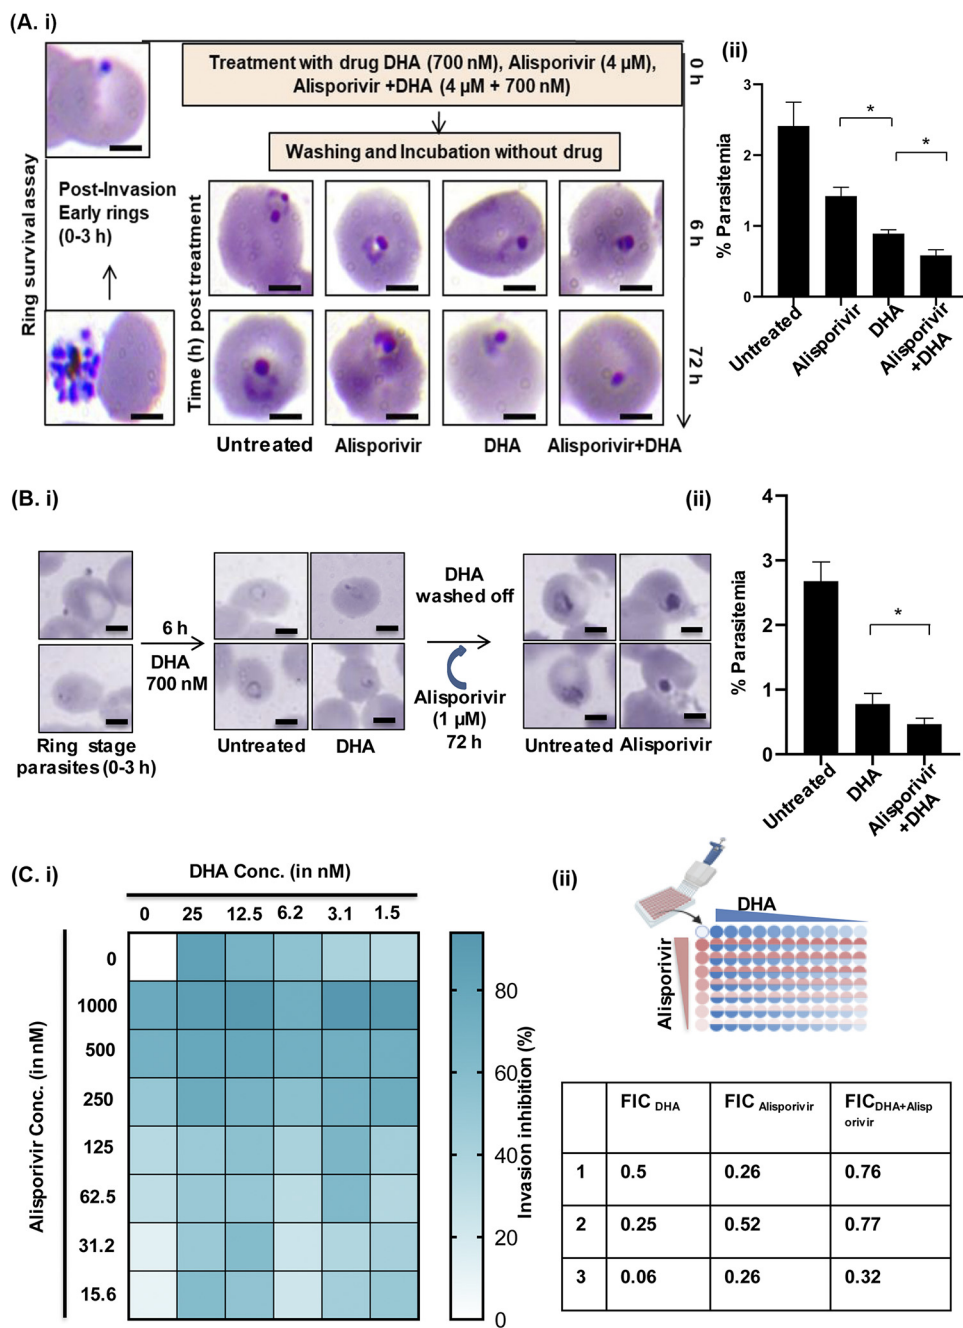 (A. i)
(ii)
Ring survival assay
Post-Invasion
Early rings
(0-3 h)
Treatment with drug DHA (700 nM), Alisporivir (4 µM),
Alisporivir +DHA (4 µM + 700 nM)
Washing and Incubation without drug
Time (h) post treatment
0 h
6 h
72 h
Untreated
Alisporivir
DHA
Alisporivir+DHA
% Parasitemia
3
2
1
0
*
*
Untreated
Alisporivir
DHA
Alisporivir
+DHA
(B. i)
(ii)
Ring stage
parasites (0-3 h)
6 h
DHA
700 nM
Untreated
DHA
DHA
washed off
Alisporivir
(1 µM)
72 h
Untreated
Alisporivir
% Parasitemia
4
3
2
1
0
*
Untreated
DHA
Alisporivir
+DHA
(C. i)
(ii)
DHA Conc. (in nM)
0 25 12.5 6.2 3.1 1.5
Alisporivir Conc. (in nM)
0
1000
500
250
125
62.5
31.2
15.6
80
60
40
20
0
Invasion inhibition (%)
DHA
Alisporivir
FIC DHA FIC Alisporivir FICDHA+Alisp
orivir
1 0.5 0.26 0.76
2 0.25 0.52 0.77
3 0.06 0.26 0.32